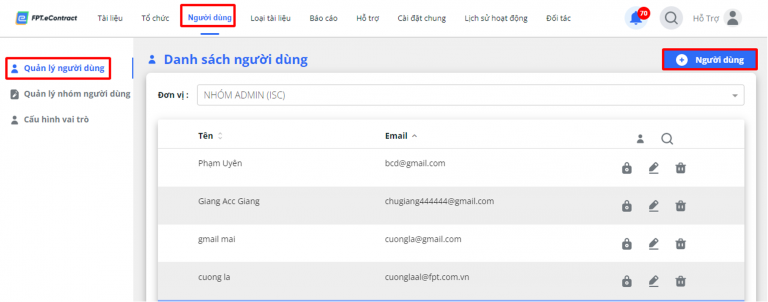 FPT.eContract Tài liệu Tổ chức Người dùng Loại tài liệu Báo cáo Hỗ trợ Cài đặt chung Lịch sử hoạt động Đối tác 70 Hỗ Trợ
Quản lý người dùng
Quản lý nhóm người dùng
Cấu hình vai trò
Danh sách người dùng Người dùng
Đơn vị : NHÓM ADMIN (ISC)
Tên Email
Phạm Uyên bcd@gmail.com
Giang Acc Giang chugiang444444@gmail.com
gmail mai cuongla@gmail.com
cuong la cuonglaal@fpt.com.vn